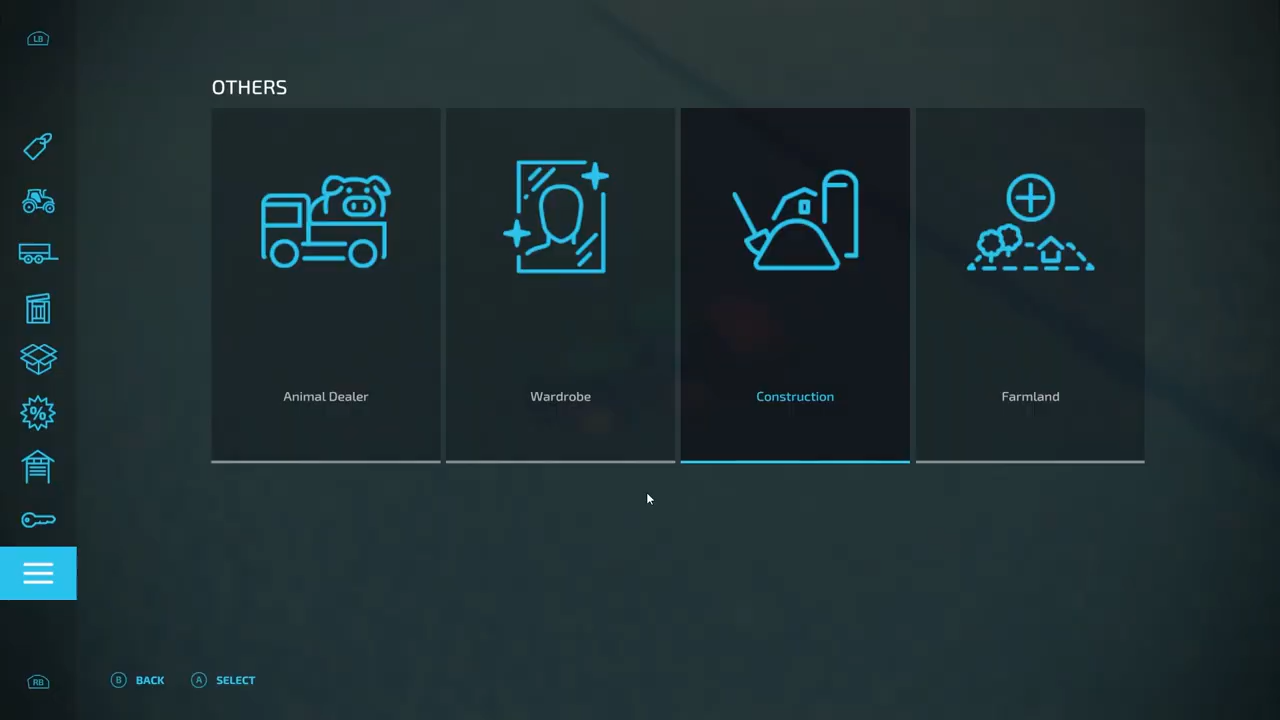 LB
OTHERS
Animal Dealer
Wardrobe
Construction
Farmland
%
RB
B BACK
A SELECT